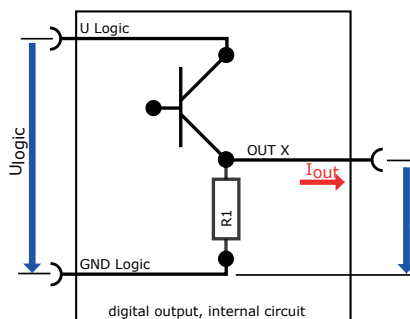 U Logic
Ulogic
OUT X
Iout
R1
GND Logic
digital output, internal circuit